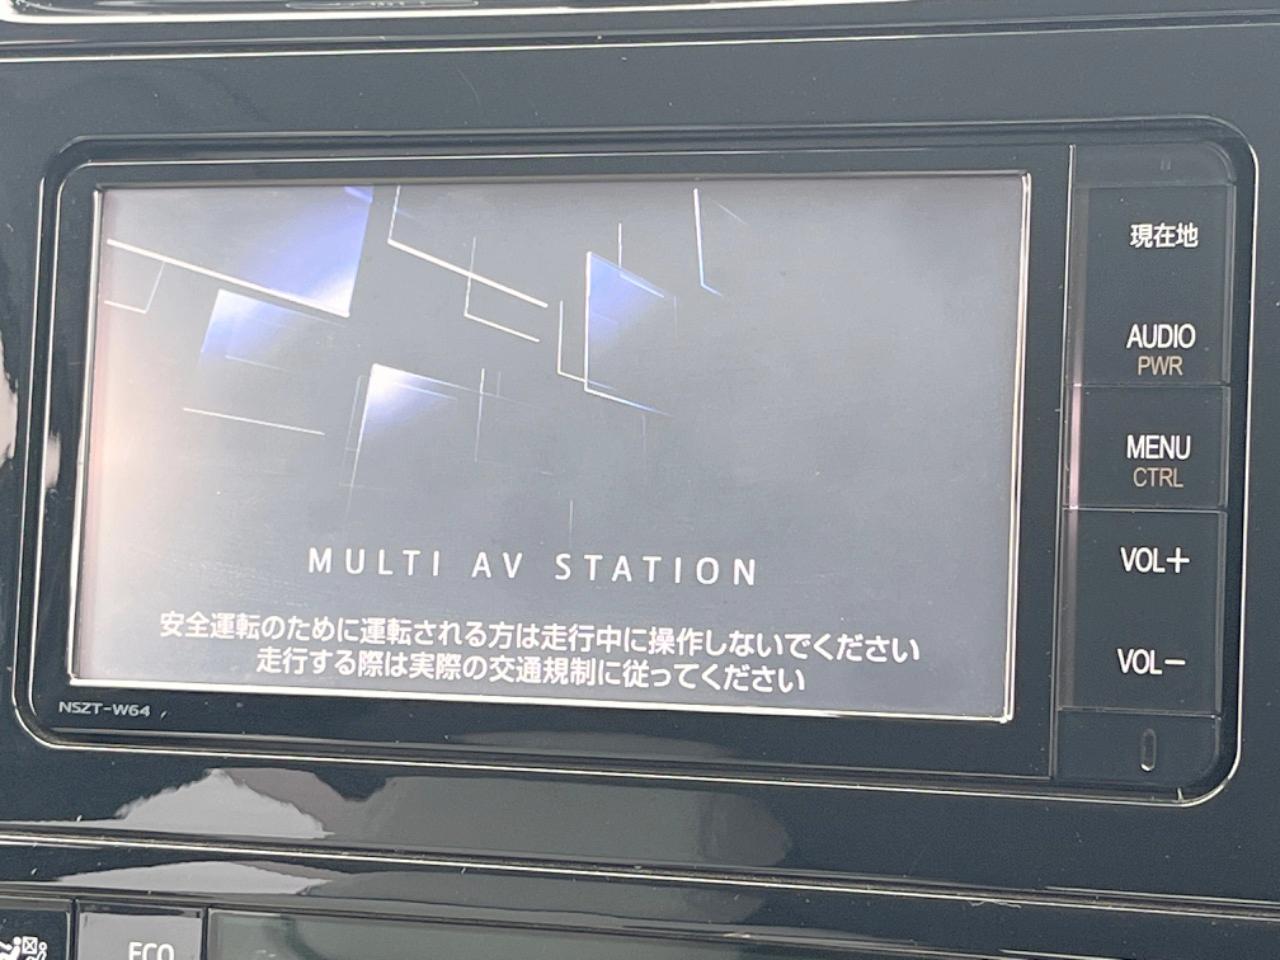 現在地
AUDIO
PWR
MENU
CTRL
VOL+
VOL-
MULTI AV STATION
安全運転のために運転される方は走行中に操作しないでください
走行する際は実際の交通規制に従ってください
NSZT-W64
ECO